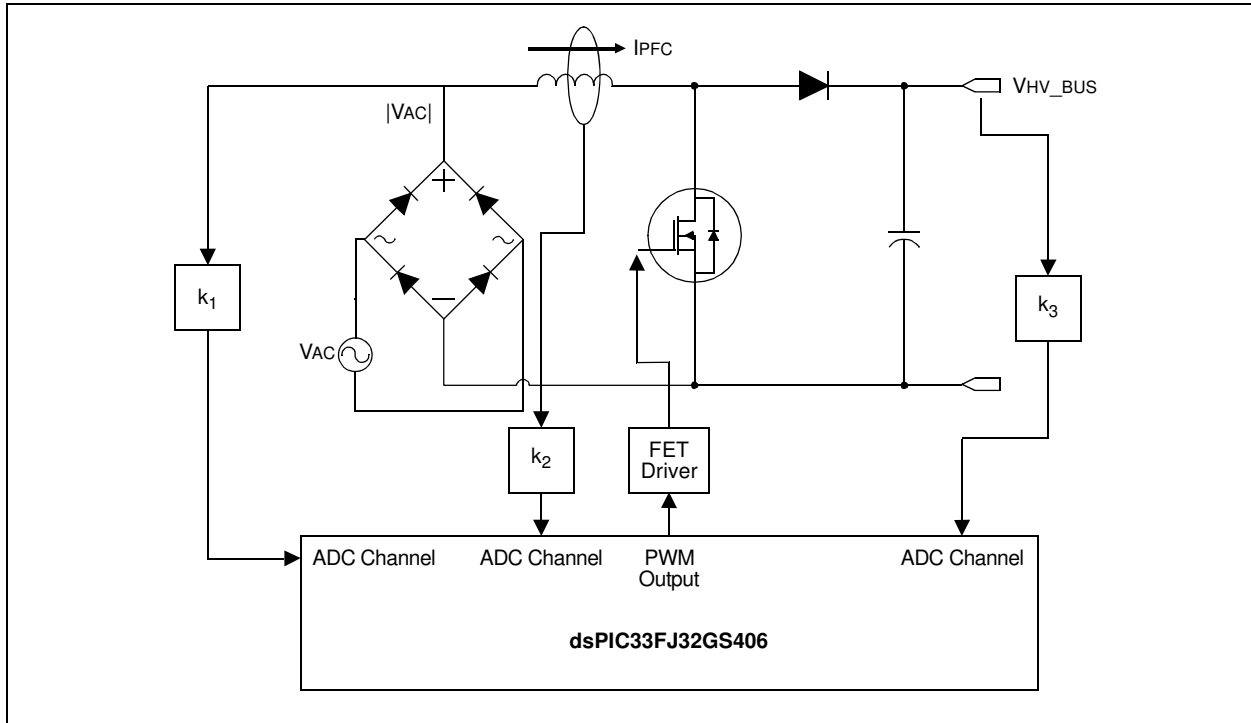 IPFC
VHV_BUS
|VAC|
k1
k3
VAC
k2
FET
Driver
ADC Channel
ADC Channel
PWM
Output
ADC Channel
dsPIC33FJ32GS406